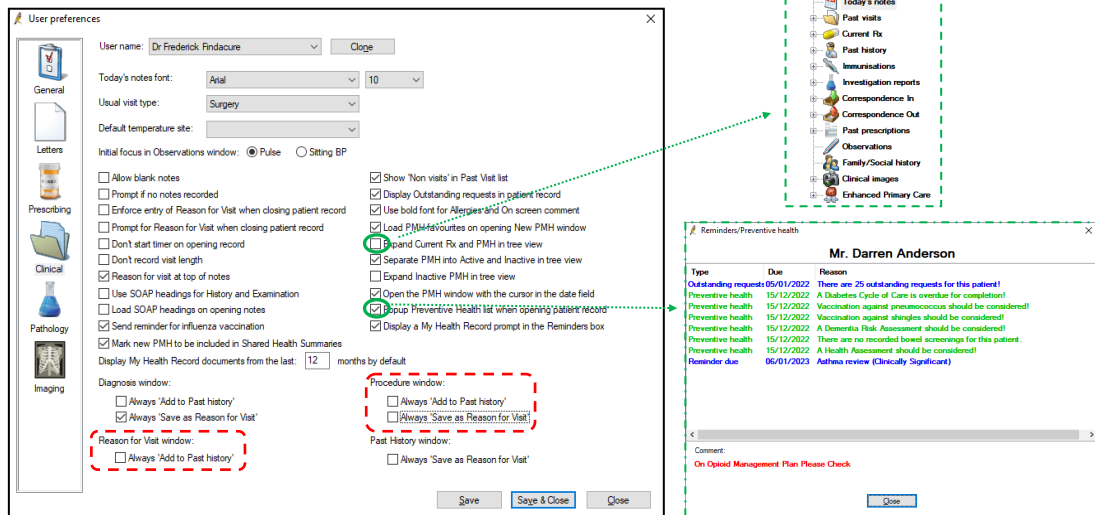 User preferences
General
Letters
Prescribing
Clinical
Pathology
Imaging
User name: Dr Frederick Findacure Clone
Today's notes font: Arial 10
Usual visit type: Surgery
Default temperature site:
Initial focus in Observations window: Pulse Sitting BP
Allow blank notes
Prompt if no notes recorded
Enforce entry of Reason for Visit when closing patient record
Prompt for Reason for Visit when closing patient record
Don't start timer on opening record
Don't record visit length
Reason for visit at top of notes
Use SOAP headings for History and Examination
Load SOAP headings on opening notes
Send reminder for influenza vaccination
Mark new PMH to be included in Shared Health Summaries
Show 'Non visits' in Past Visit list
Display Outstanding requests in patient record
Use bold font for Allergies and On screen comment
Load PMH favourites on opening New PMH window
Expand Current Rx and PMH in tree view
Separate PMH into Active and Inactive in tree view
Expand Inactive PMH in tree view
Open the PMH window with the cursor in the date field
Popup Preventive Health list when opening patient record
Display a My Health Record prompt in the Reminders box
Display My Health Record documents from the last: 12 months by default
Diagnosis window:
Always 'Add to Past history'
Always 'Save as Reason for Visit'
Reason for Visit window:
Always 'Add to Past history'
Procedure window:
Always 'Add to Past history'
Always 'Save as Reason for Visit'
Past History window:
Always 'Save as Reason for Visit'
Save Save & Close Close
Today's notes
Past visits
Current Rx
Past history
Immunisations
Investigation reports
Correspondence In
Correspondence Out
Past prescriptions
Observations
Family/Social history
Clinical images
Enhanced Primary Care
Reminders/Preventive health
Mr. Darren Anderson
Type Due Reason
Outstanding requests 05/01/2022 There are 25 outstanding requests for this patient!
Preventive health 15/12/2022 A Diabetes Cycle of Care is overdue for completion!
Preventive health 15/12/2022 Vaccination against pneumococcus should be considered!
Preventive health 15/12/2022 Vaccination against shingles should be considered!
Preventive health 15/12/2022 A Dementia Risk Assessment should be considered!
Preventive health 15/12/2022 There are no recorded bowel screenings for this patient.
Preventive health 15/12/2022 A Health Assessment should be considered!
Reminder due 06/01/2023 Asthma review (Clinically Significant)
Comment:
On Opioid Management Plan Please Check
Close